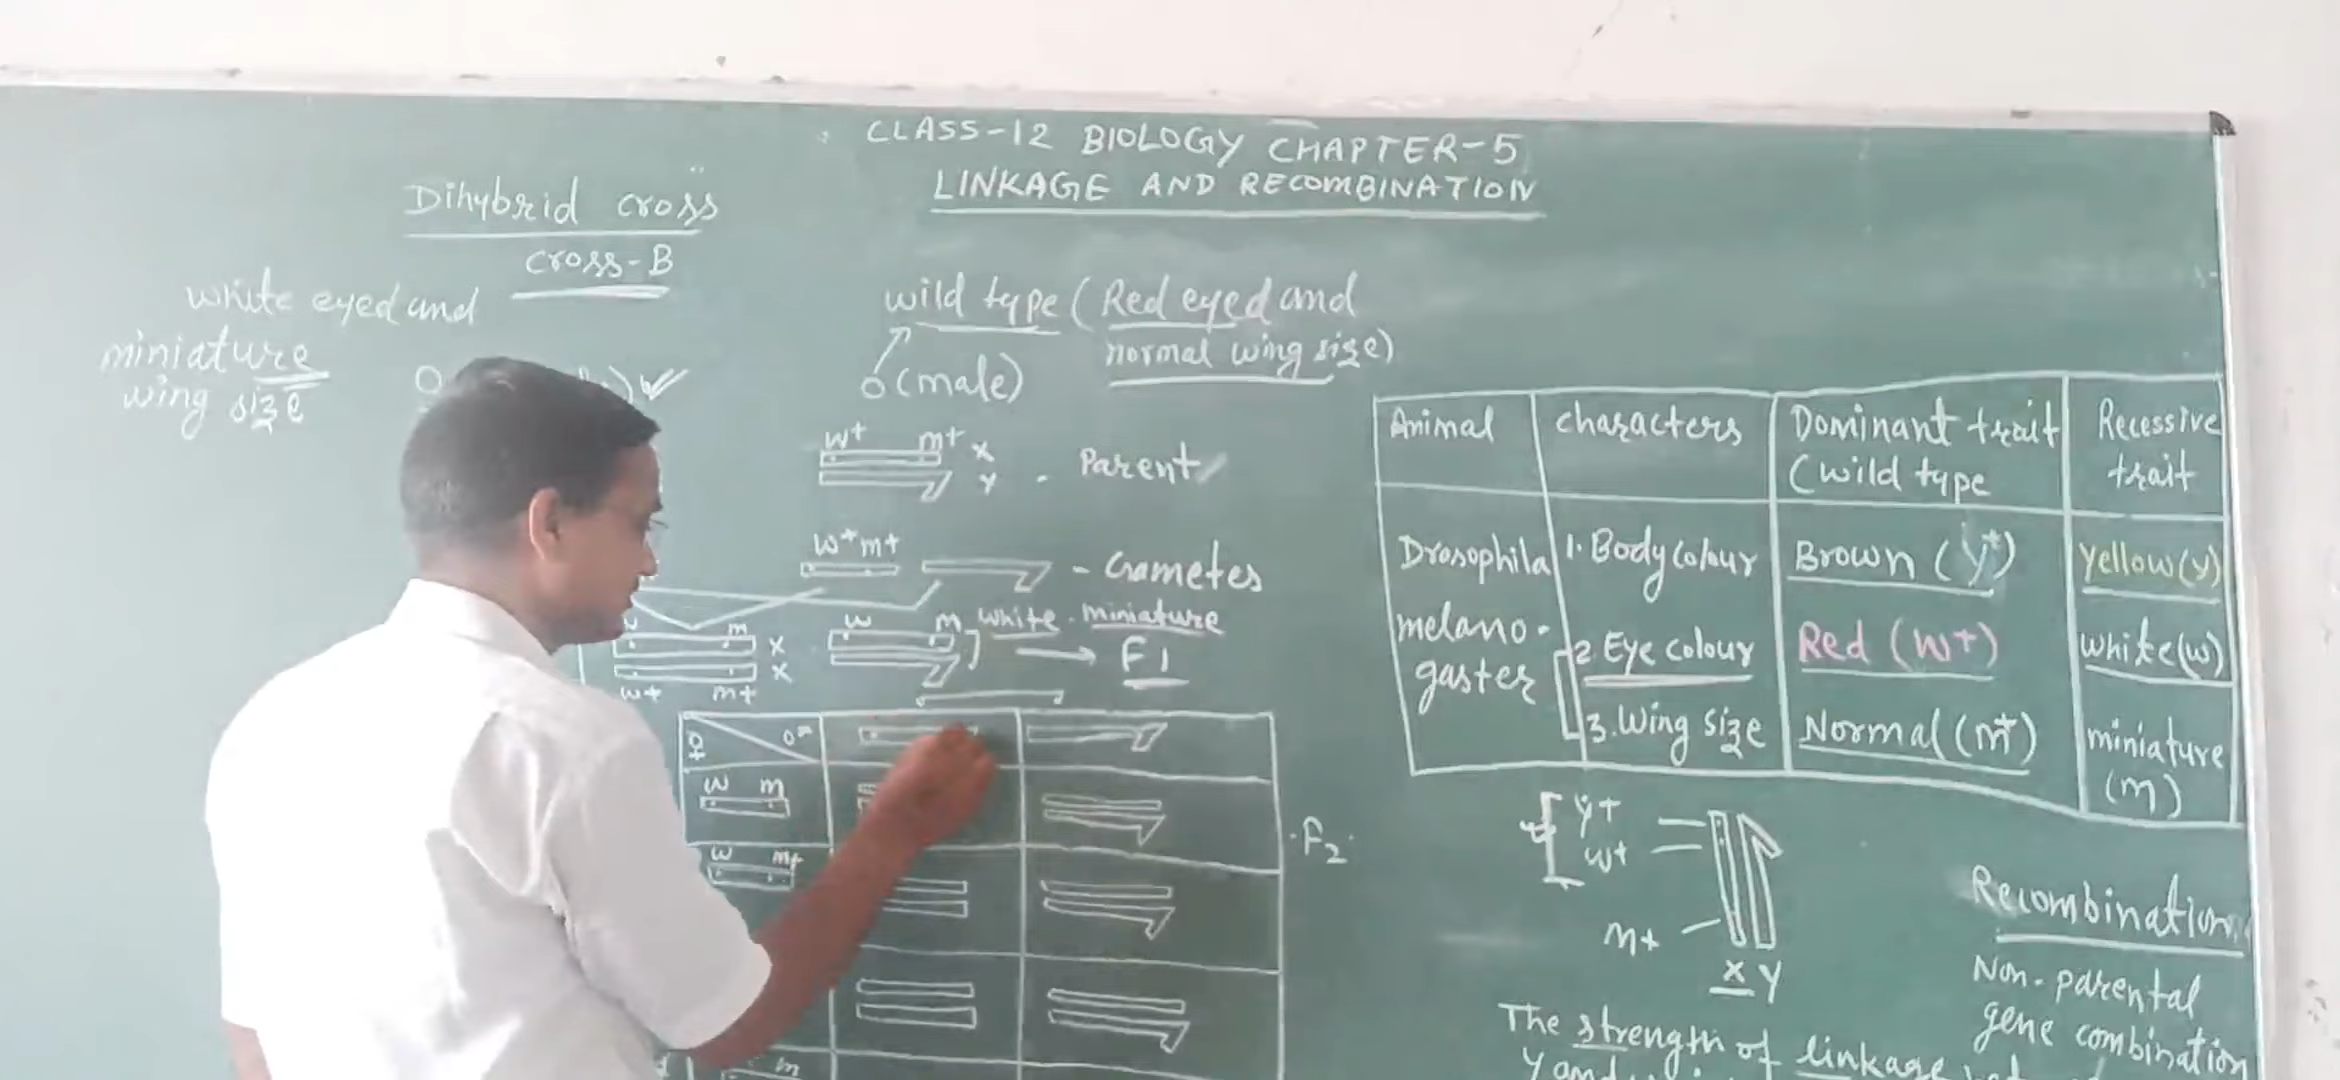 CLASS-12 BIOLOGY CHAPTER-5
LINKAGE AND RECOMBINATION
Dihybrid cross
cross-B
white eyed and
miniature
wing size
wild type (Red eyed and
normal wing size)
(male)
w+ m+ X
Y - Parent
w+ m+
- Gametes
m X
X
w+ m+
w m White - miniature
F1
♀ ♂
w m
w m+
m
F2
Animal characters Dominant trait (wild type Recessive trait
Drosophila melano-gaster
1. Body colour Brown (y+) yellow(y)
2. Eye colour Red (w+) white(w)
3. Wing size Normal (m+) miniature (m)
y+
w+
m+
X Y
Recombination
Non-parental
gene combination
The strength of linkage
Y and